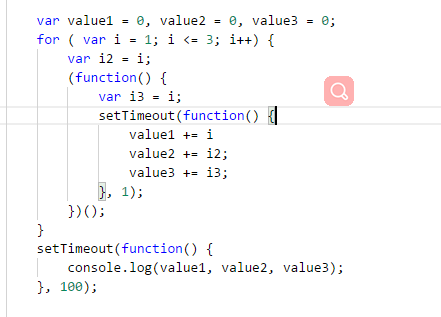 var value1 = 0, value2 = 0, value3 = 0;
for ( var i = 1; i <= 3; i++) {
    var i2 = i;
    (function() {
        var i3 = i;
        setTimeout(function() {
            value1 += i
            value2 += i2;
            value3 += i3;
        }, 1);
    })();
}
setTimeout(function() {
    console.log(value1, value2, value3);
}, 100);